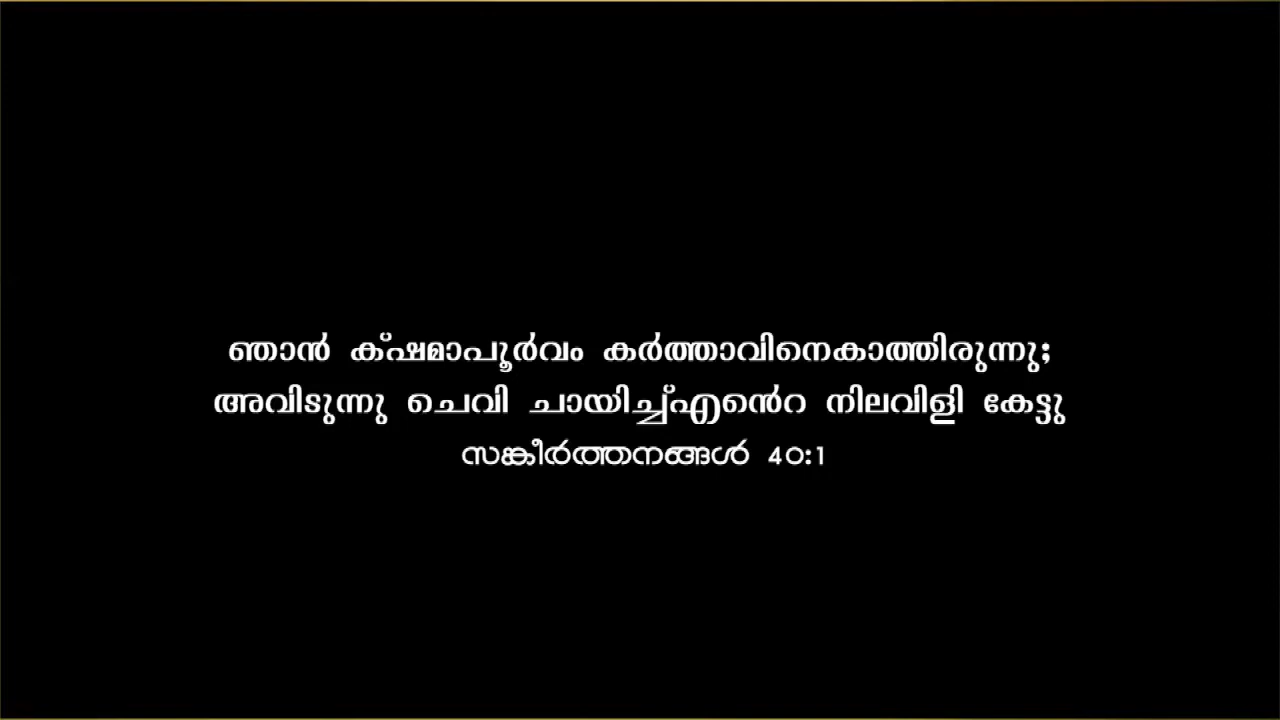 ഞാൻ ക്‌ഷമാപൂർവം കർത്താവിനെകാത്തിരുന്നു;
അവിടുന്നു ചെവി ചായിച്ച്എൻെറ നിലവിളി കേട്ടു
സങ്കീർത്തനങ്ങൾ 40:1